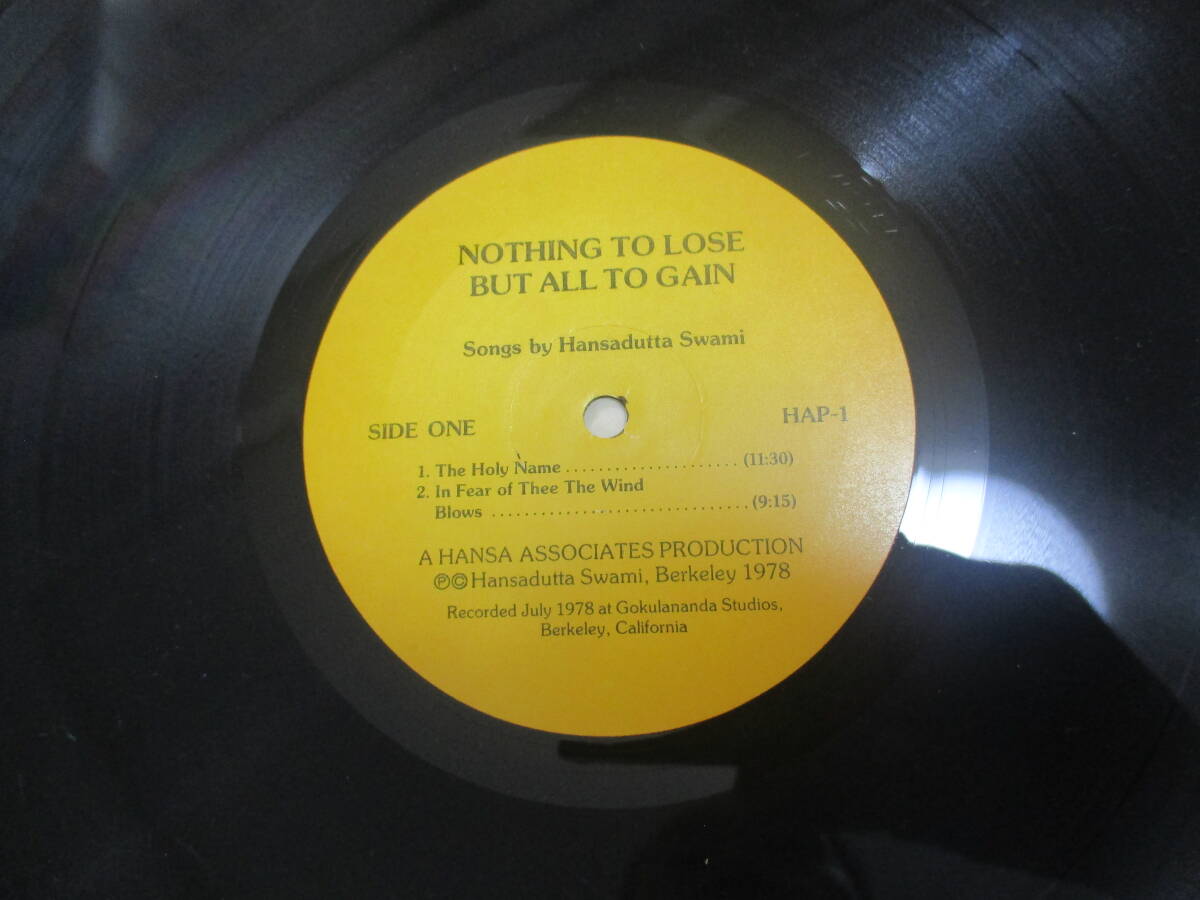 NOTHING TO LOSE
BUT ALL TO GAIN
Songs by Hansadutta Swami
SIDE ONE
HAP-1
1. The Holy Name ..................... (11:30)
2. In Fear of Thee The Wind
Blows ............................... (9:15)
A HANSA ASSOCIATES PRODUCTION
℗©Hansadutta Swami, Berkeley 1978
Recorded July 1978 at Gokulananda Studios,
Berkeley, California